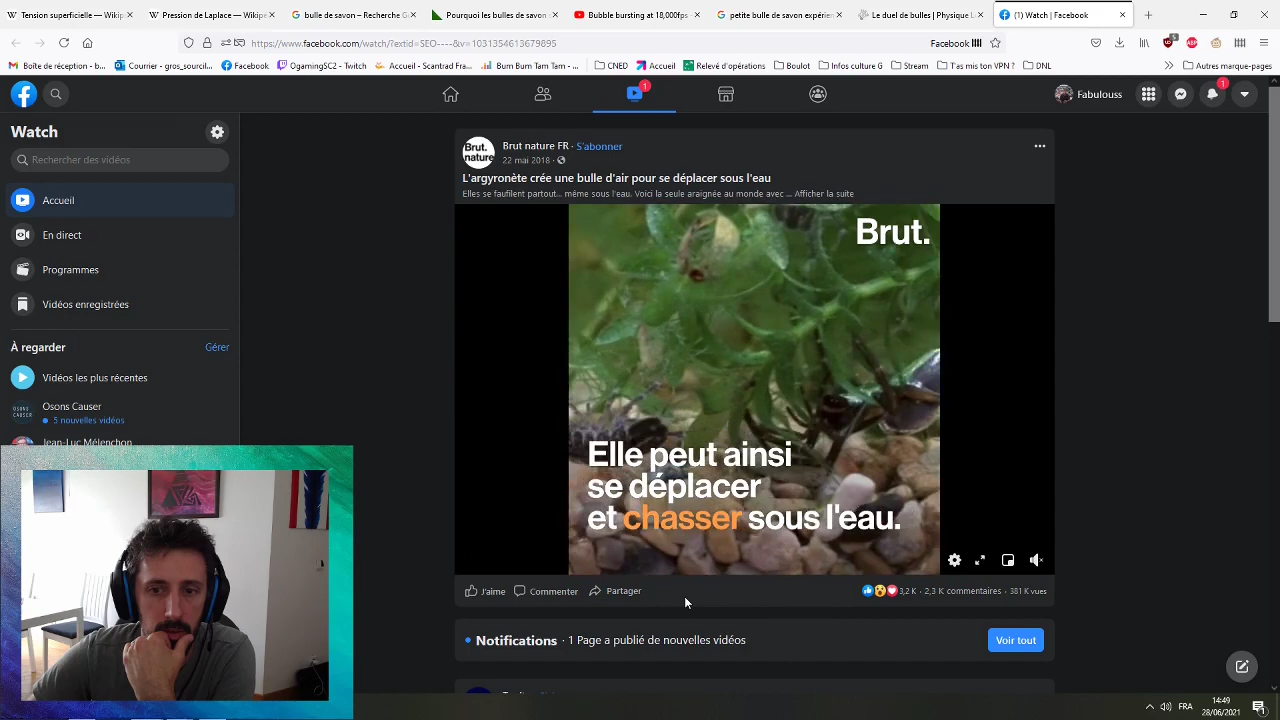 Tension superficielle — Wikip
Pression de Laplace — Wikipe
bulle de savon Recherche G
Pourquoi les bulles de savon
Bubble bursting at 18,000fps
petite bulle de savon expérie
Le duel de bulles | Physique L
(1) Watch | Facebook
https://www.facebook.com/watch/?extid=SEO----&v=1031354613679895
Facebook
Boîte de réception - b...
Courrier - gros_sourcil...
Facebook
OgamingSC2 - Twitch
Accueil - Scantrad Fra...
Bum Bum Tam Tam - ...
CNED
Accueil
Relevé d'opérations
Boulot
Infos culture G
Stream
T'as mis ton VPN ?
DNL
Autres marque-pages
1
Fabulouss
1
Watch
Rechercher des vidéos
Accueil
En direct
Programmes
Vidéos enregistrées
À regarder
Gérer
Vidéos les plus récentes
OSONS CAUSER
Osons Causer
5 nouvelles vidéos
Jean-Luc Mélenchon
Brut. nature
Brut nature FR · S'abonner
22 mai 2018 ·
L'argyronète crée une bulle d'air pour se déplacer sous l'eau
Elles se faufilent partout... même sous l'eau. Voici la seule araignée au monde avec ... Afficher la suite
Brut.
Elle peut ainsi
se déplacer
et chasser sous l'eau.
J'aime
Commenter
Partager
3,2 K · 2,3 K commentaires · 381 K vues
Notifications · 1 Page a publié de nouvelles vidéos
Voir tout
FRA
14:49
28/06/2021